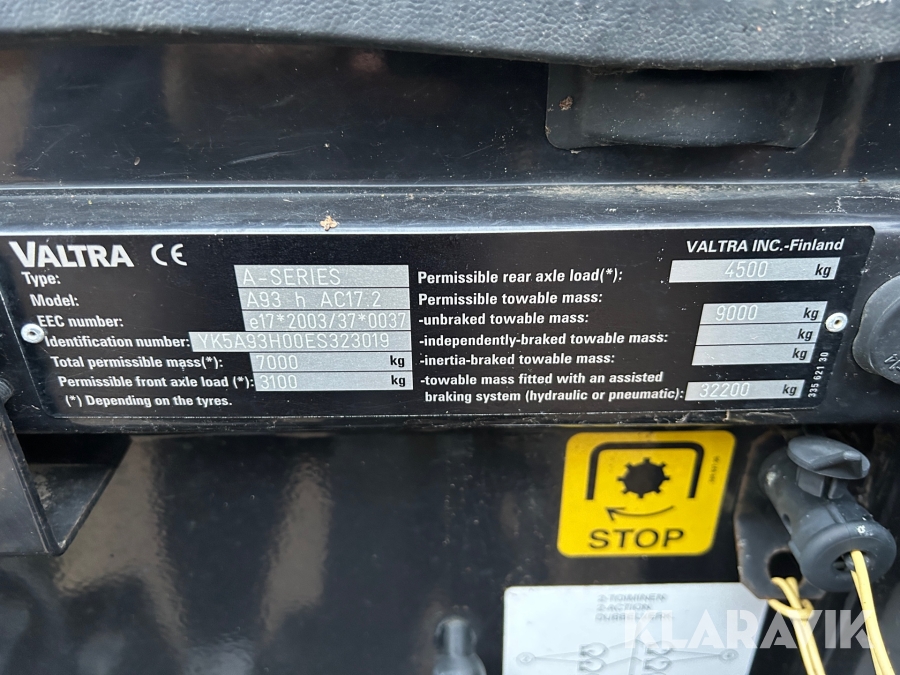 VALTRA CE
VALTRA INC.-Finland
Type: A-SERIES
Model: A93 h AC17.2
EEC number: e17*2003/37*0037
Identification number: YK5A93H00ES323019
Total permissible mass(*): 7000 kg
Permissible front axle load (*): 3100 kg
(*) Depending on the tyres.
Permissible rear axle load(*): 4500 kg
Permissible towable mass:
-unbraked towable mass: 9000 kg
-independently-braked towable mass: kg
-inertia-braked towable mass: kg
-towable mass fitted with an assisted
braking system (hydraulic or pneumatic): 32200 kg
335 621 30
STOP
KLARAVIK